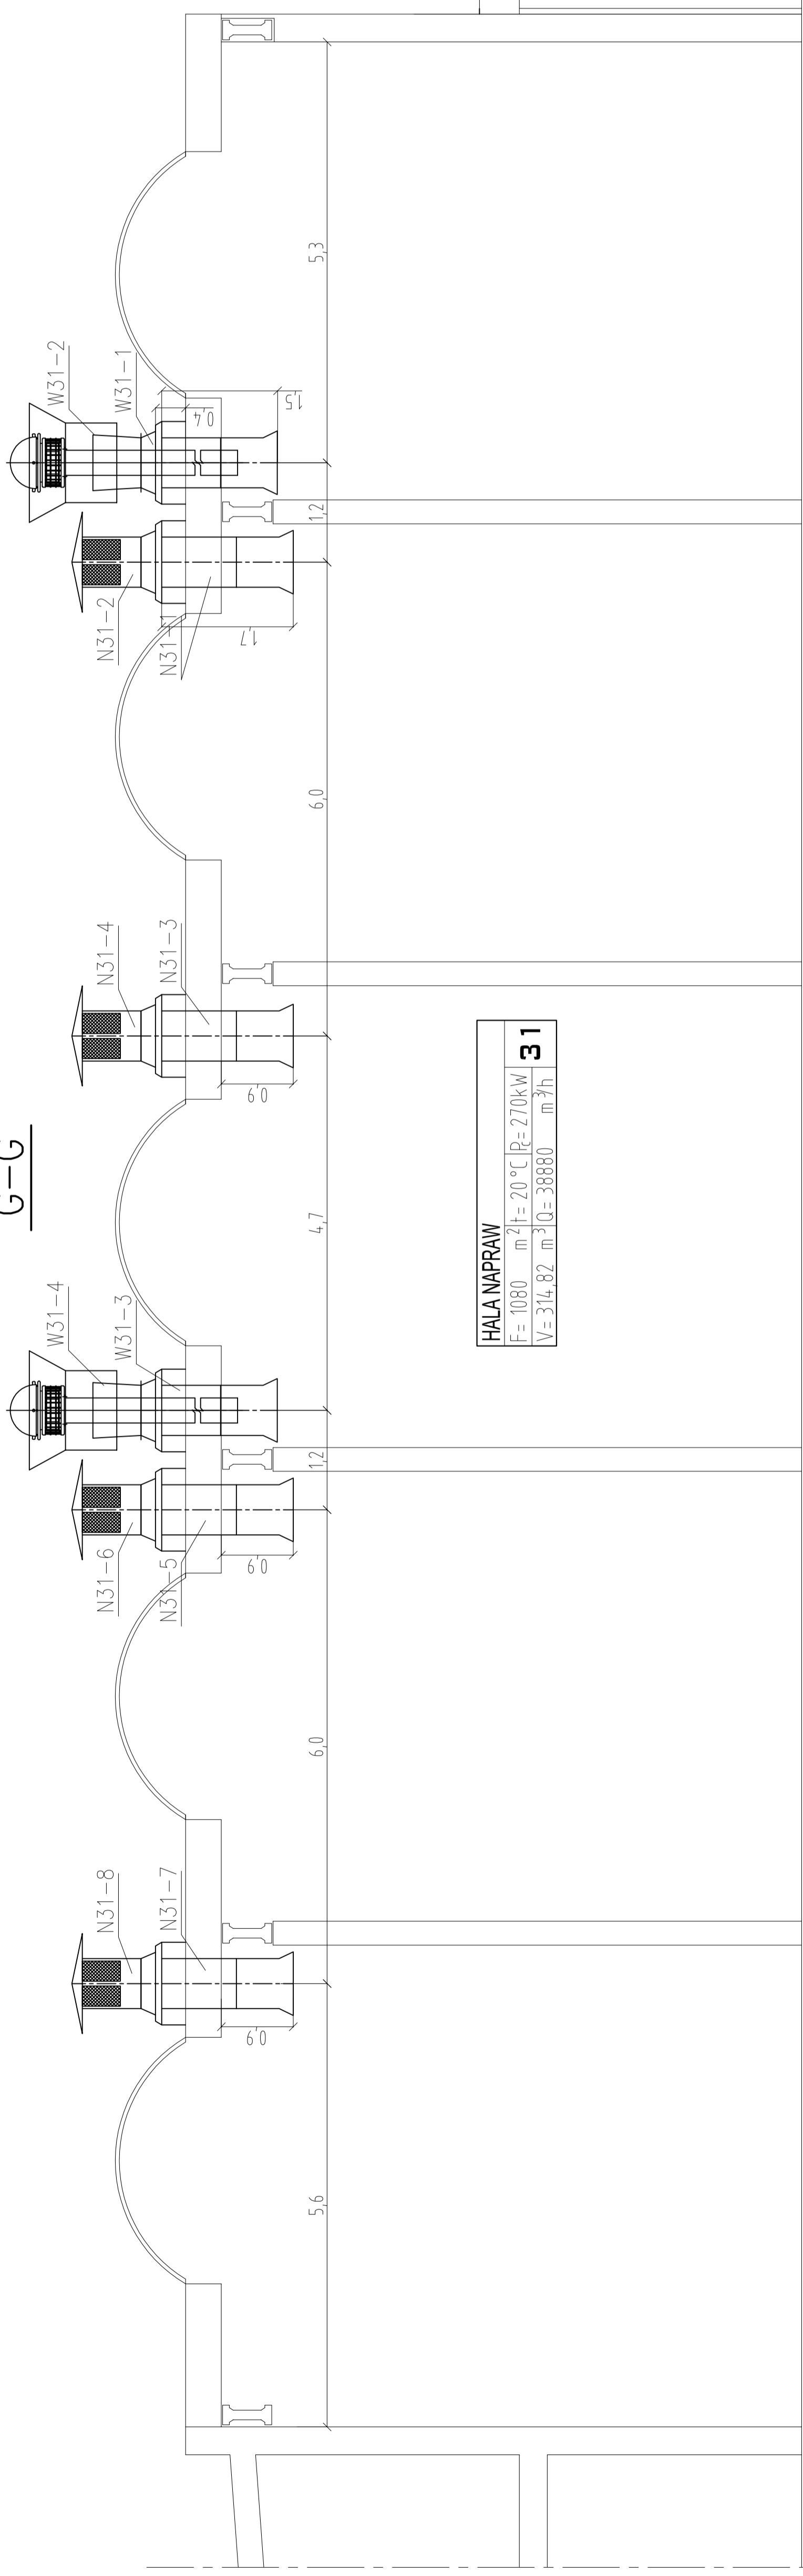 G-G
W31-4
W31-2
N31-8
N31-6
N31-4
N31-2
W31-3
W31-1
N31-7
N31-5
N31-3
N31-1
0,4
1,5
0,9
0,9
0,9
1,7
5,6
6,0
1,2
4,7
6,0
1,2
5,3
HALA NAPRAW
F= 1080 m² t= 20°C Pc= 270kW 31
V= 314,82 m³ Q= 38880 m³/h